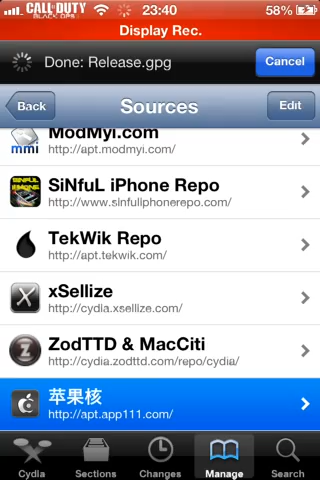 CALL OF DUTY
BLACK OPS
23:40
58%
Display Rec.
Done: Release.gpg
Cancel
Back
Sources
Edit
mmi
ModMyi.com
http://apt.modmyi.com/
SiNfuL iPhone Repo
http://www.sinfuliphonerepo.com/
TekWik Repo
http://apt.tekwik.com/
xSellize
http://cydia.xsellize.com/
ZodTTD & MacCiti
http://cydia.zodttd.com/repo/cydia/
苹果核
http://apt.app111.com/
Cydia
Sections
Changes
Manage
Search